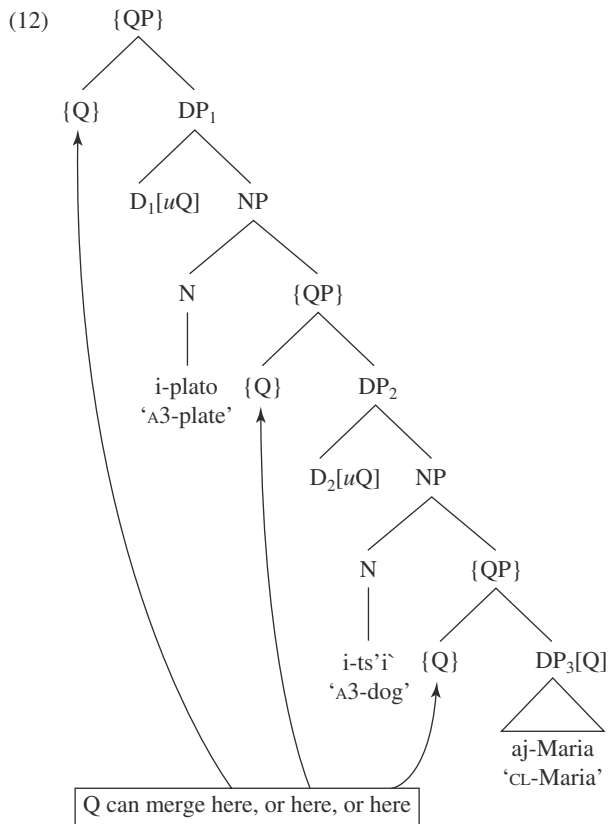 (12) {QP}
{Q} DP₁
D₁[uQ] NP
N {QP}
i-plato {Q} DP₂
‘A3-plate’
D₂[uQ] NP
N {QP}
i-ts’i` {Q} DP₃[Q]
‘A3-dog’
aj-Maria
‘CL-Maria’
Q can merge here, or here, or here